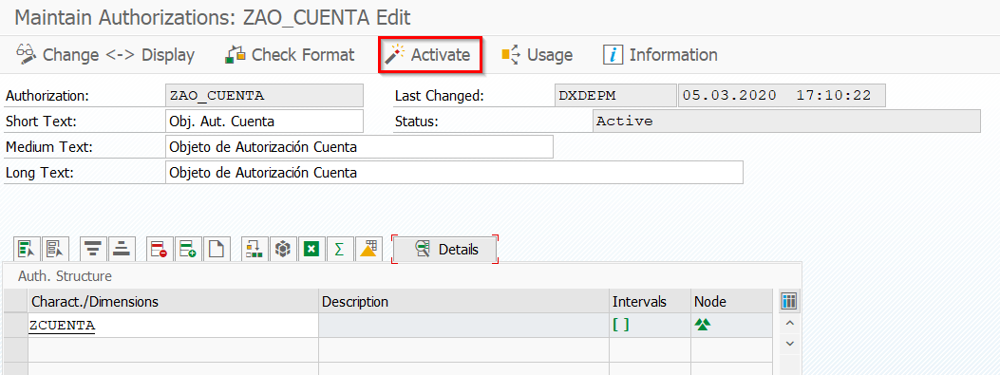 Maintain Authorizations: ZAO_CUENTA Edit
Change <-> Display Check Format Activate Usage Information
Authorization: ZAO_CUENTA Last Changed: DXDEPM 05.03.2020 17:10:22
Short Text: Obj. Aut. Cuenta Status: Active
Medium Text: Objeto de Autorización Cuenta
Long Text: Objeto de Autorización Cuenta
Details
Auth. Structure
Charact./Dimensions Description Intervals Node
ZCUENTA